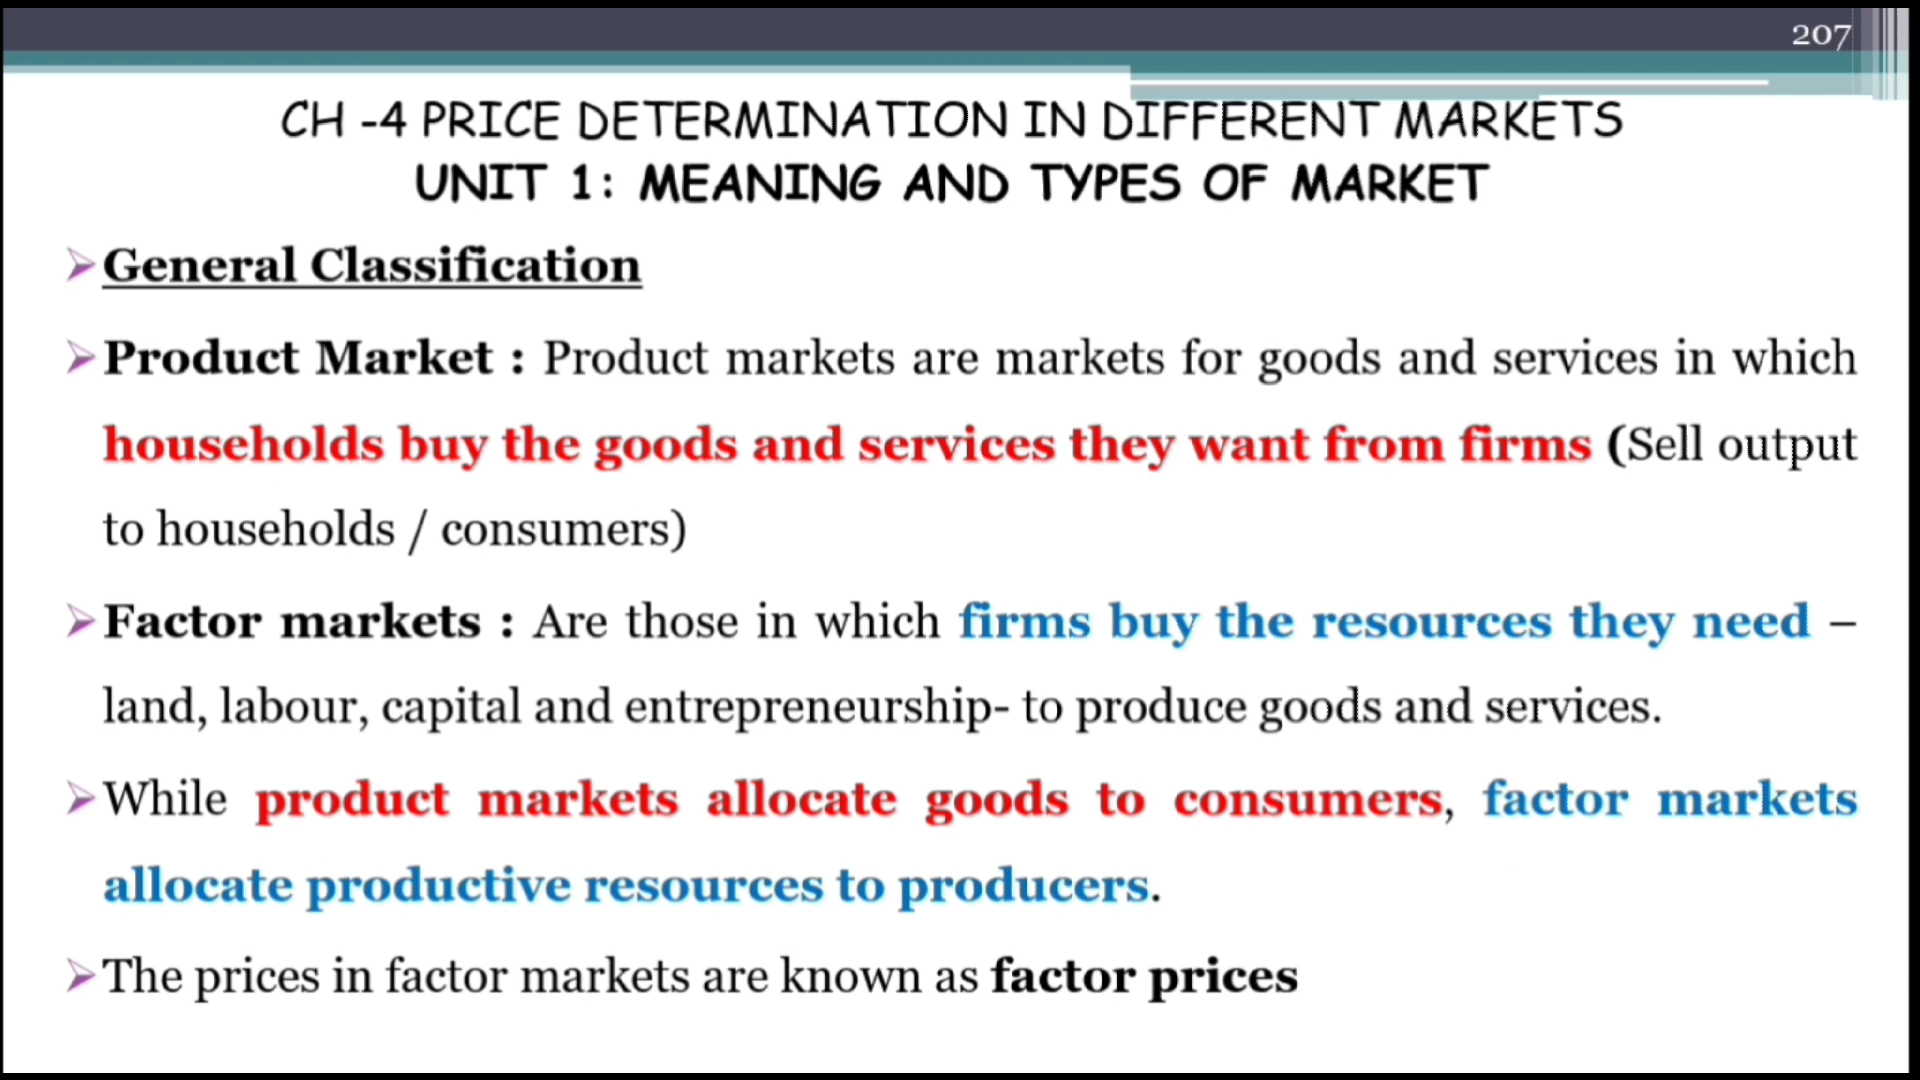 207
CH -4 PRICE DETERMINATION IN DIFFERENT MARKETS
UNIT 1: MEANING AND TYPES OF MARKET
General Classification
Product Market : Product markets are markets for goods and services in which
households buy the goods and services they want from firms (Sell output
to households / consumers)
Factor markets : Are those in which firms buy the resources they need –
land, labour, capital and entrepreneurship- to produce goods and services.
While product markets allocate goods to consumers, factor markets
allocate productive resources to producers.
The prices in factor markets are known as factor prices